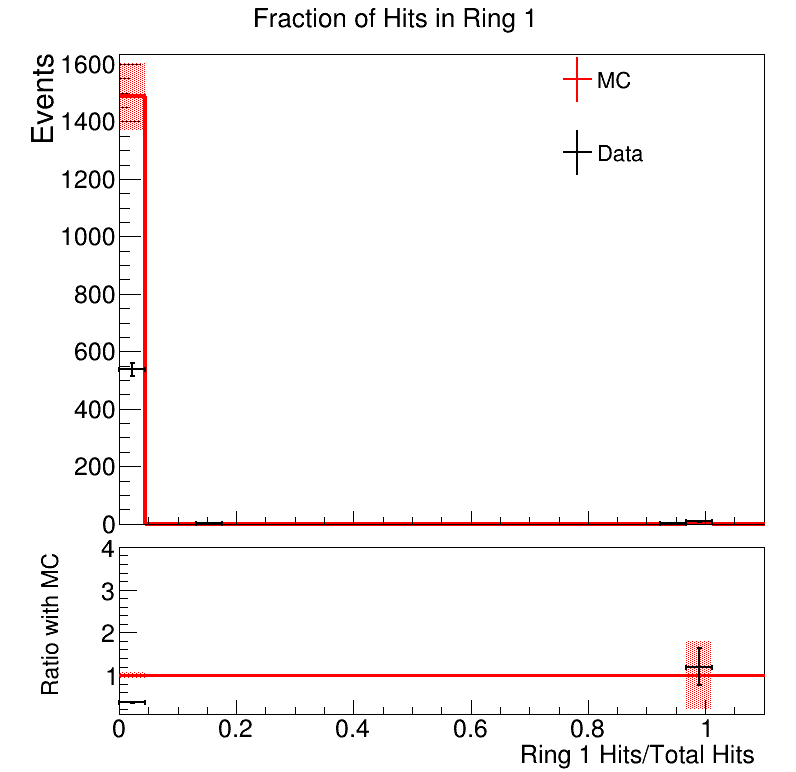 Fraction of Hits in Ring 1
Events
1600
1400
1200
1000
800
600
400
200
0
MC
Data
Ratio with MC
4
3
2
1
0 0.2 0.4 0.6 0.8 1
Ring 1 Hits/Total Hits